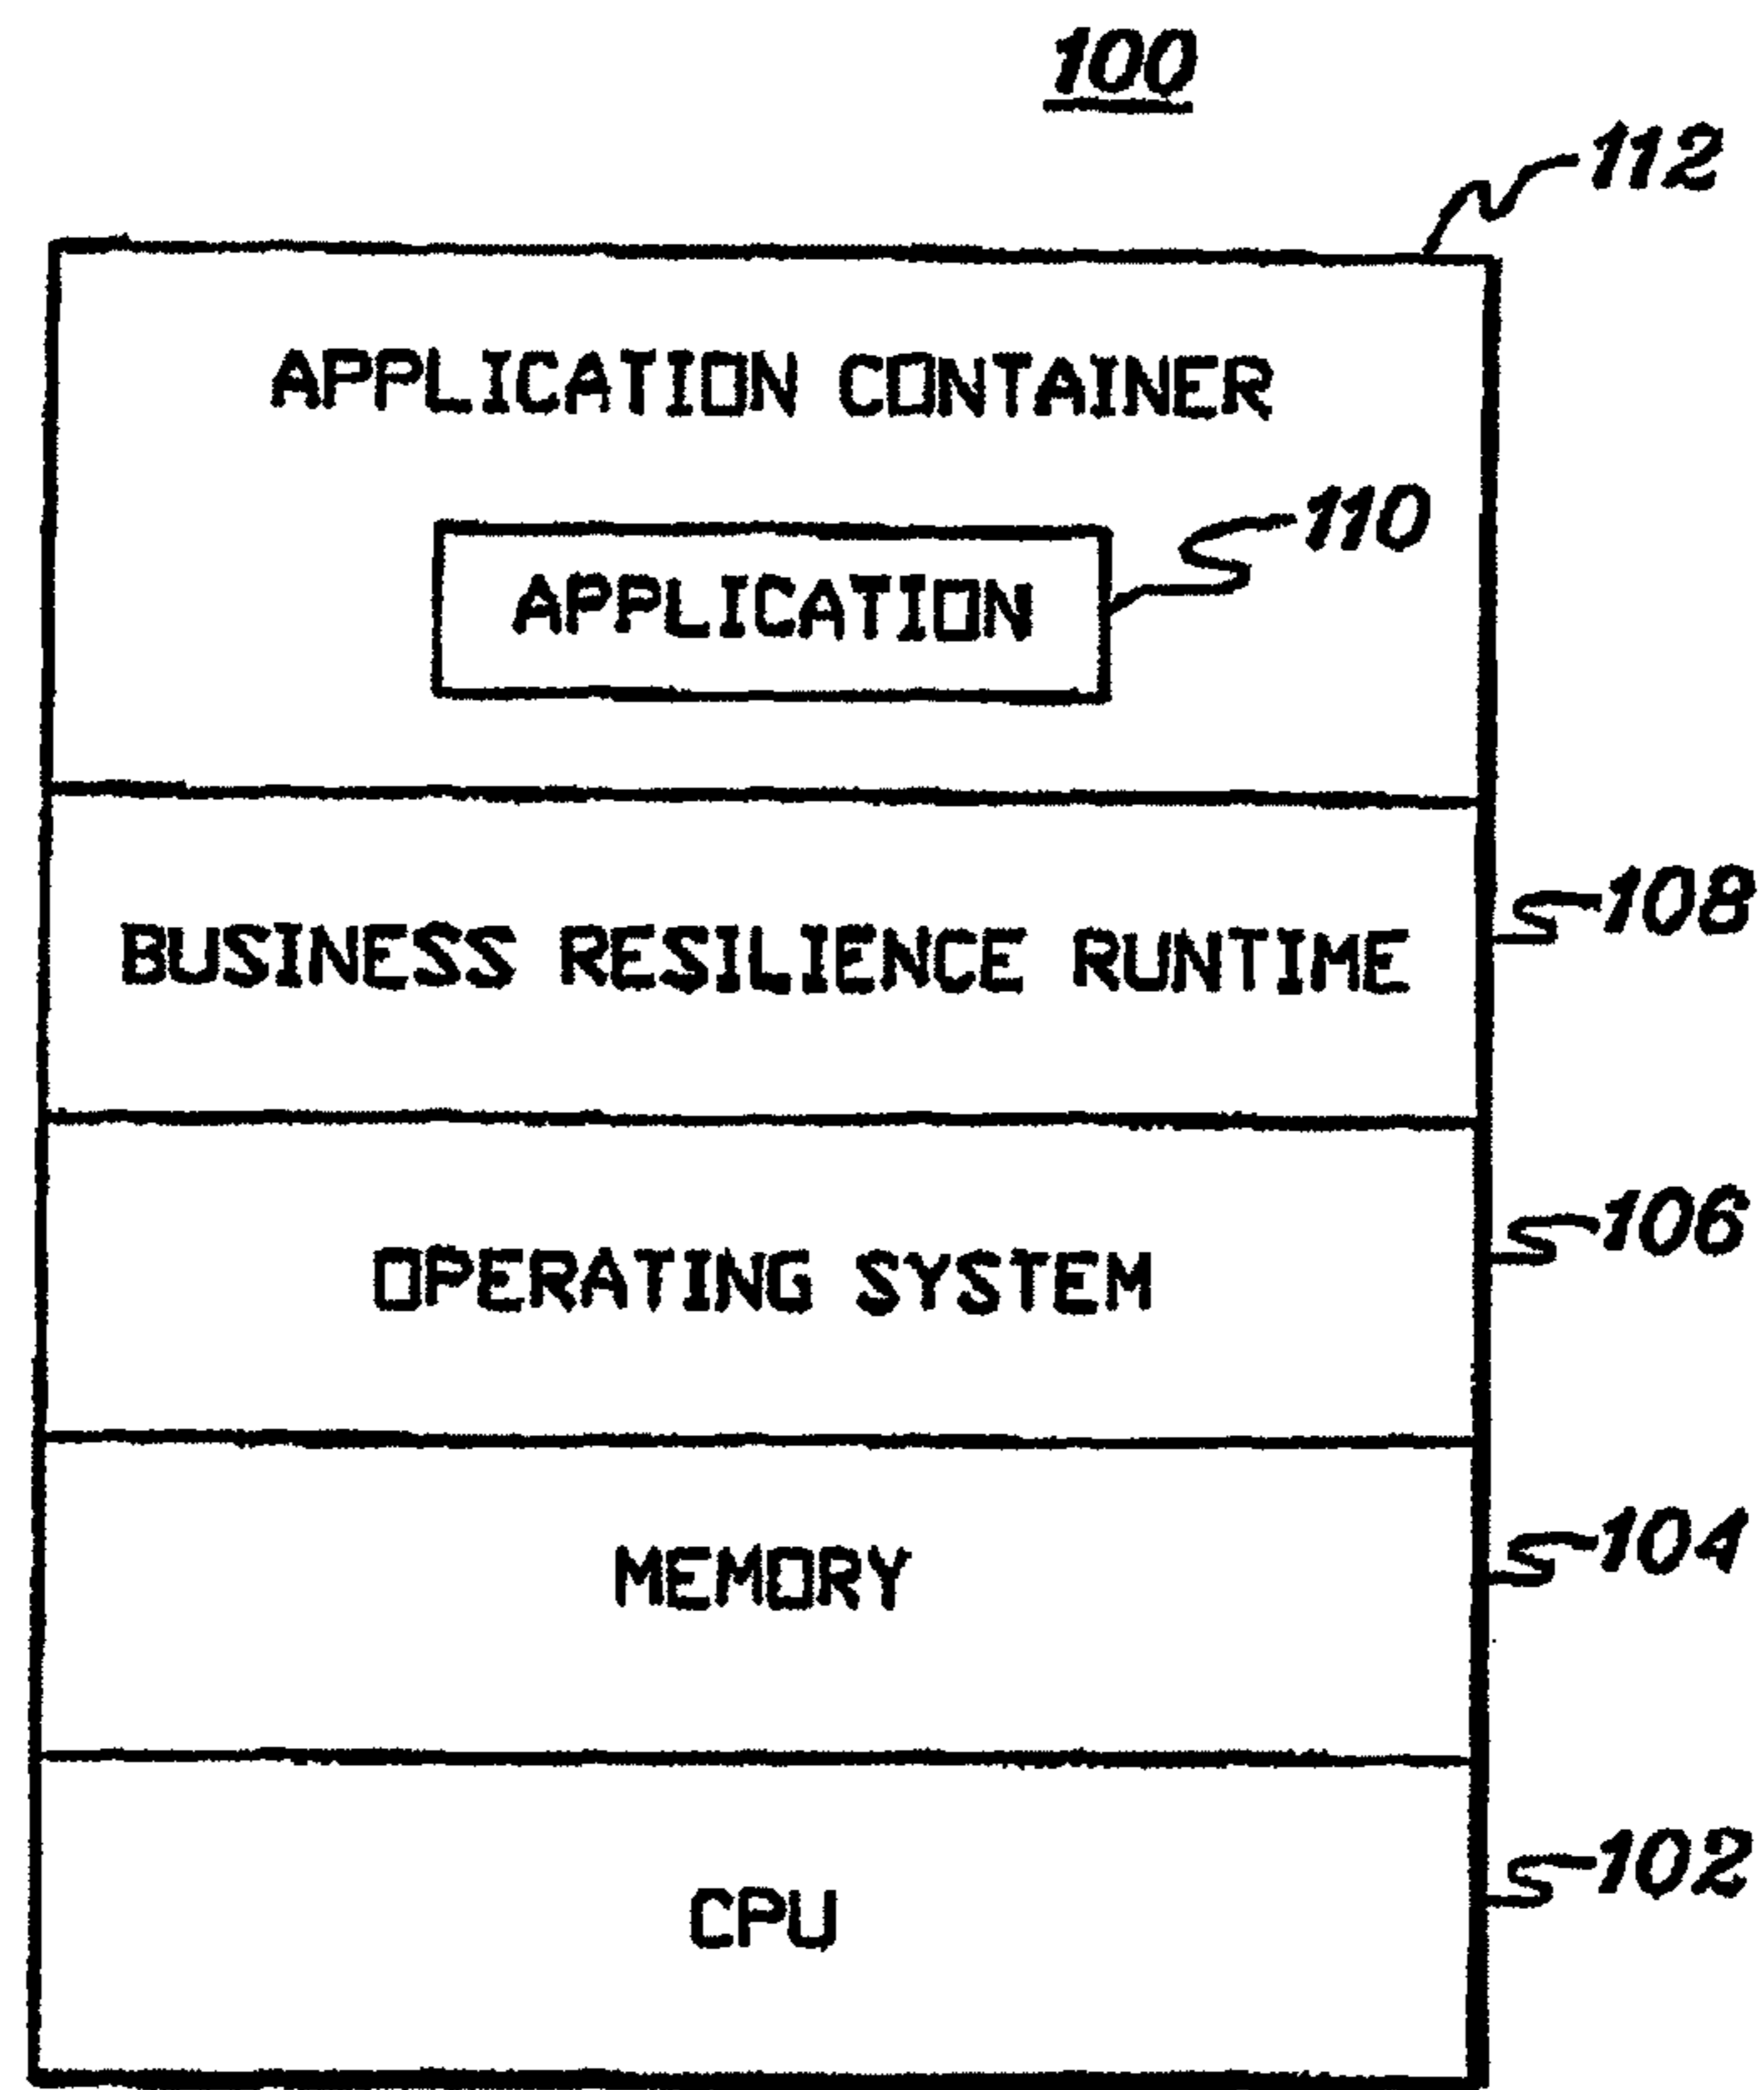 100
112
APPLICATION CONTAINER
110
APPLICATION
108
BUSINESS RESILIENCE RUNTIME
106
OPERATING SYSTEM
104
MEMORY
102
CPU